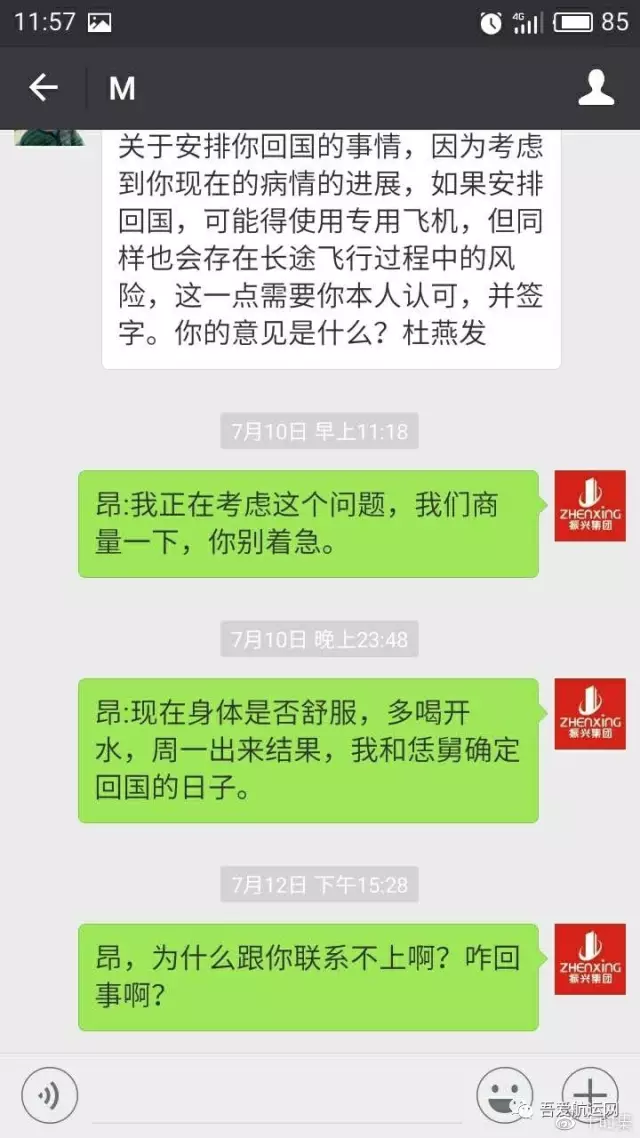 11:57
4G
85
M
关于安排你回国的事情，因为考虑
到你现在的病情的进展，如果安排
回国，可能得使用专用飞机，但同
样也会存在长途飞行过程中的风
险，这一点需要你本人认可，并签
字。你的意见是什么？杜燕发
7月10日 早上11:18
昂:我正在考虑这个问题，我们商
量一下，你别着急。
ZHENXING
振兴集团
7月10日 晚上23:48
昂:现在身体是否舒服，多喝开
水，周一出来结果，我和恁舅确定
回国的日子。
ZHENXING
振兴集团
7月12日 下午15:28
昂，为什么跟你联系不上啊？咋回
事啊？
ZHENXING
振兴集团
吾爱航运网